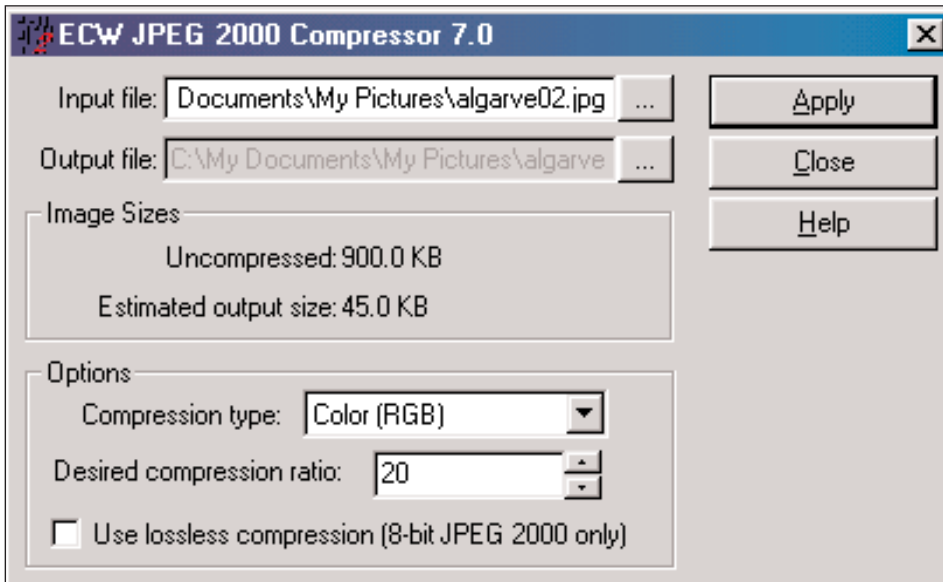 ECW JPEG 2000 Compressor 7.0
Input file: Documents\My Pictures\algarve02.jpg ...
Apply
Output file: C:\My Documents\My Pictures\algarve ...
Close
Help
Image Sizes
Uncompressed: 900.0 KB
Estimated output size: 45.0 KB
Options
Compression type: Color (RGB)
Desired compression ratio: 20
Use lossless compression (8-bit JPEG 2000 only)